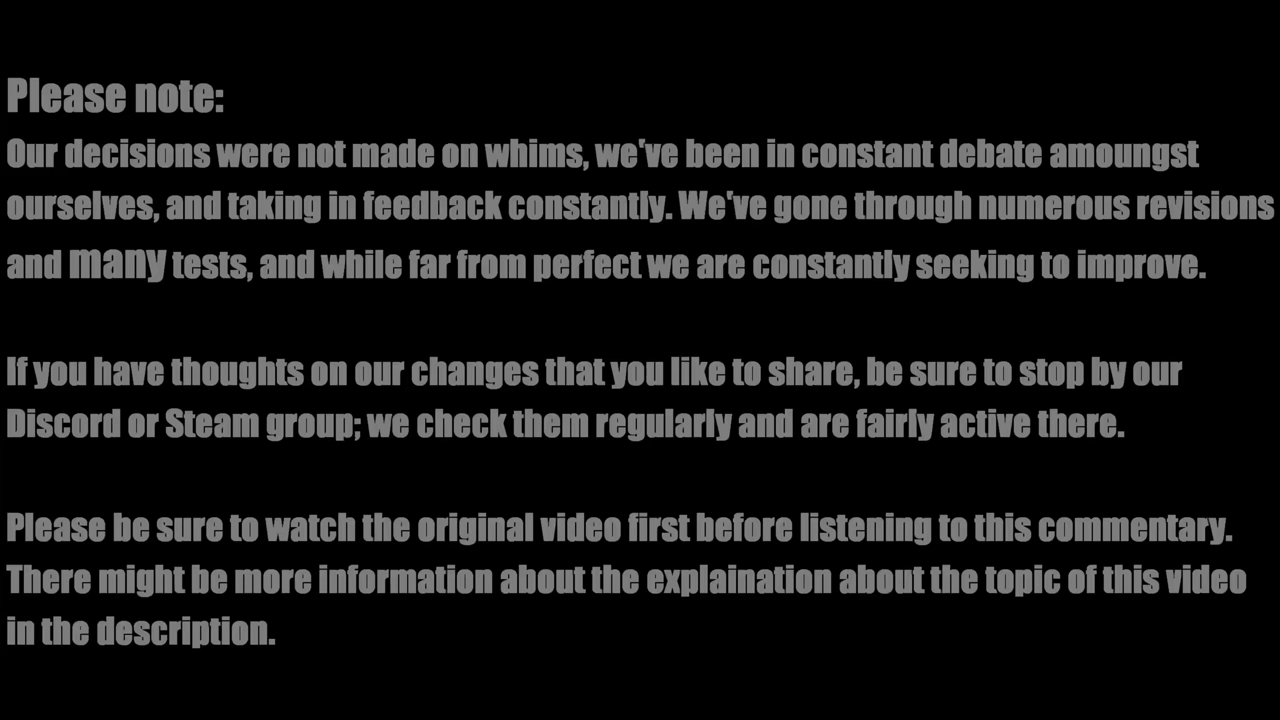 Please note:
Our decisions were not made on whims, we've been in constant debate amoungst
ourselves, and taking in feedback constantly. We've gone through numerous revisions
and many tests, and while far from perfect we are constantly seeking to improve.
If you have thoughts on our changes that you like to share, be sure to stop by our
Discord or Steam group; we check them regularly and are fairly active there.
Please be sure to watch the original video first before listening to this commentary.
There might be more information about the explaination about the topic of this video
in the description.